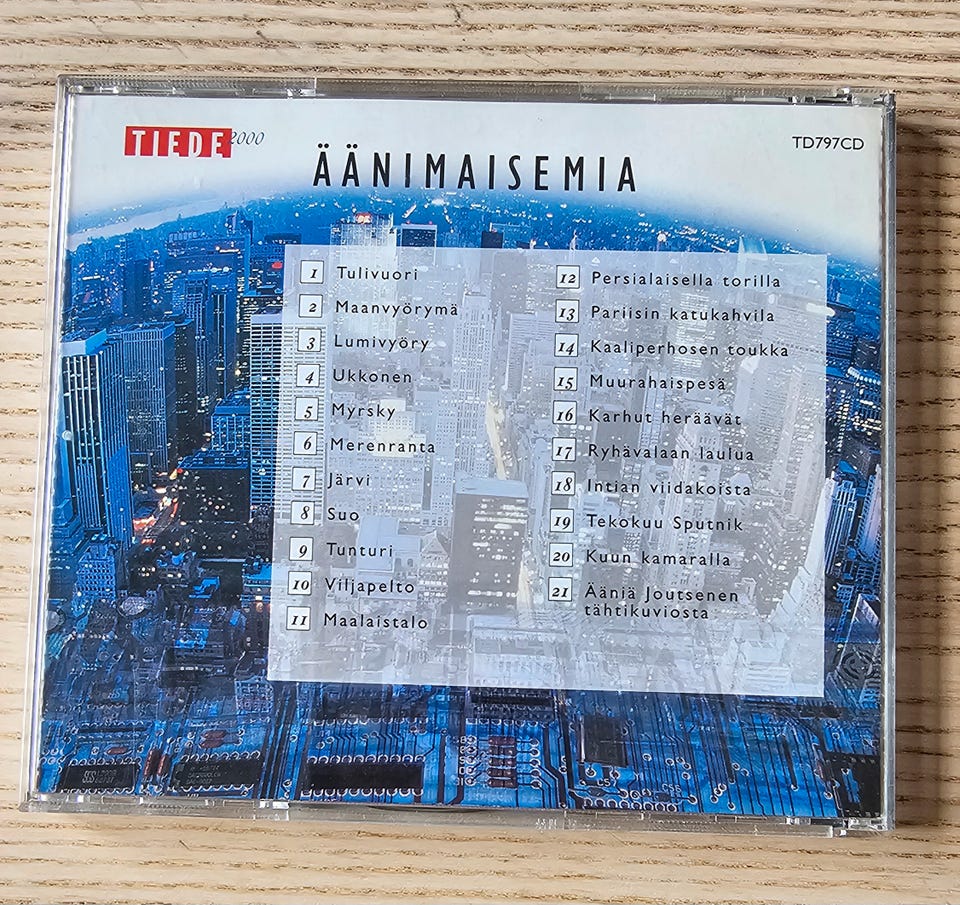 TIEDE 2000
TD797CD
ÄÄNIMAISEMIA
1 Tulivuori
2 Maanvyörymä
3 Lumivyöry
4 Ukkonen
5 Myrsky
6 Merenranta
7 Järvi
8 Suo
9 Tunturi
10 Viljapelto
11 Maalaistalo
12 Persialaisella torilla
13 Pariisin katukahvila
14 Kaaliperhosen toukka
15 Muurahaispesä
16 Karhut heräävät
17 Ryhävalaan laulua
18 Intian viidakoista
19 Tekokuu Sputnik
20 Kuun kamaralla
21 Ääniä Joutsenen
tähtikuviosta